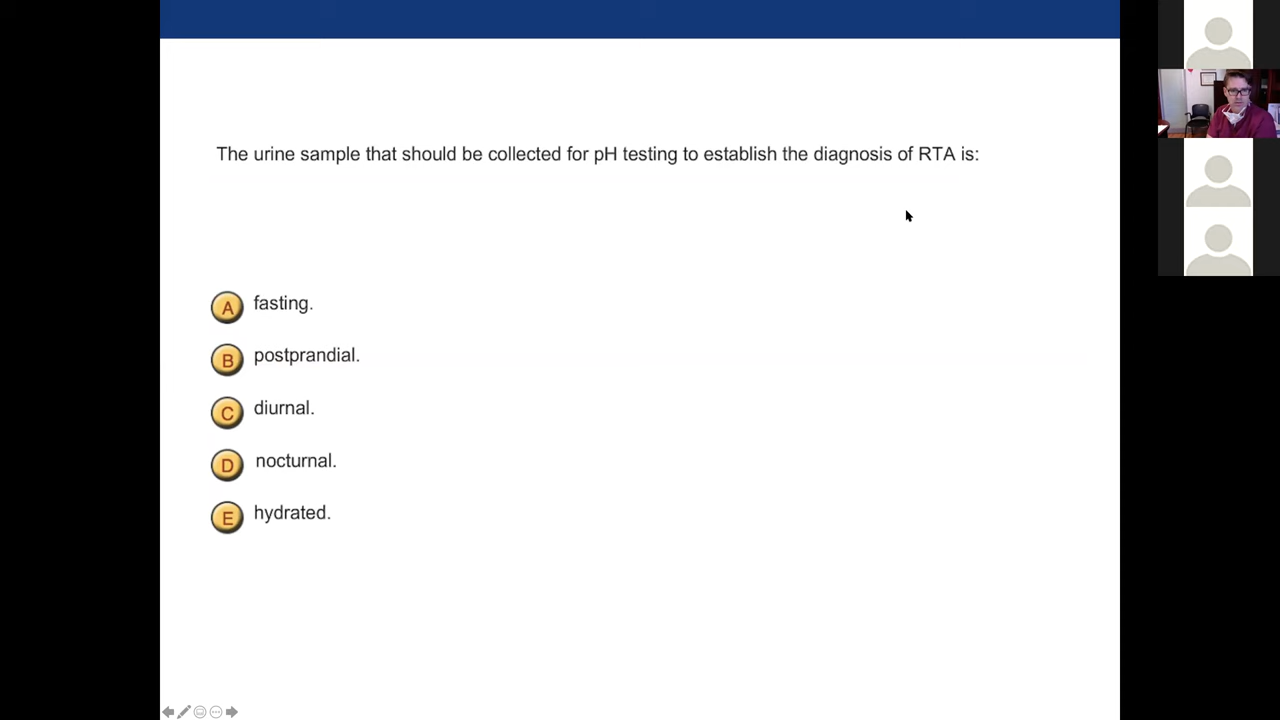 The urine sample that should be collected for pH testing to establish the diagnosis of RTA is:
A fasting.
B postprandial.
C diurnal.
D nocturnal.
E hydrated.